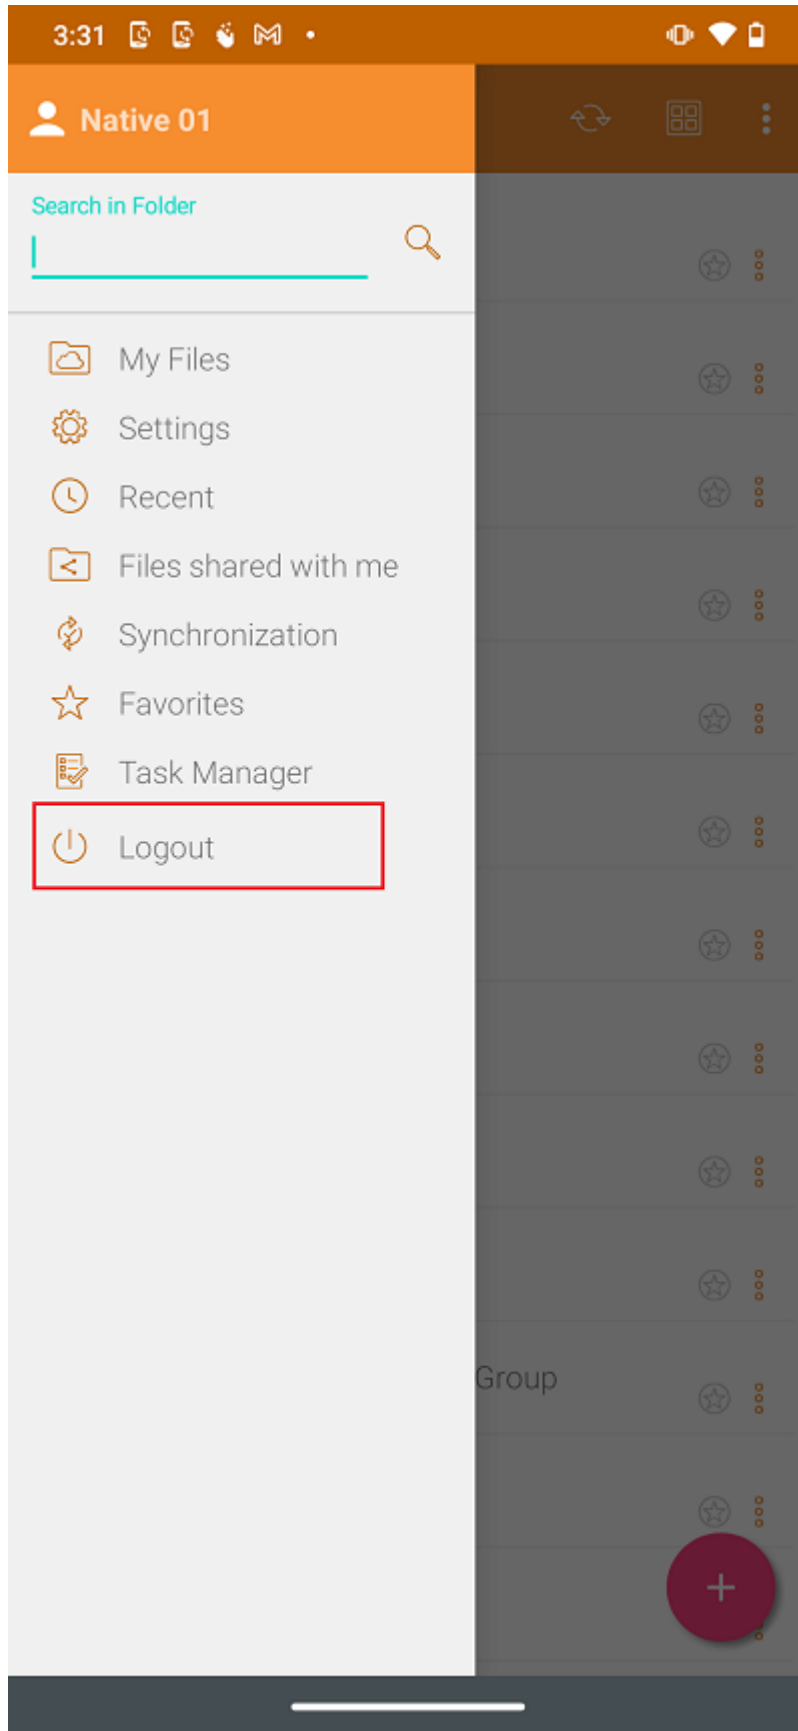 3:31
Native 01
Search in Folder
My Files
Settings
Recent
Files shared with me
Synchronization
Favorites
Task Manager
Logout
Group